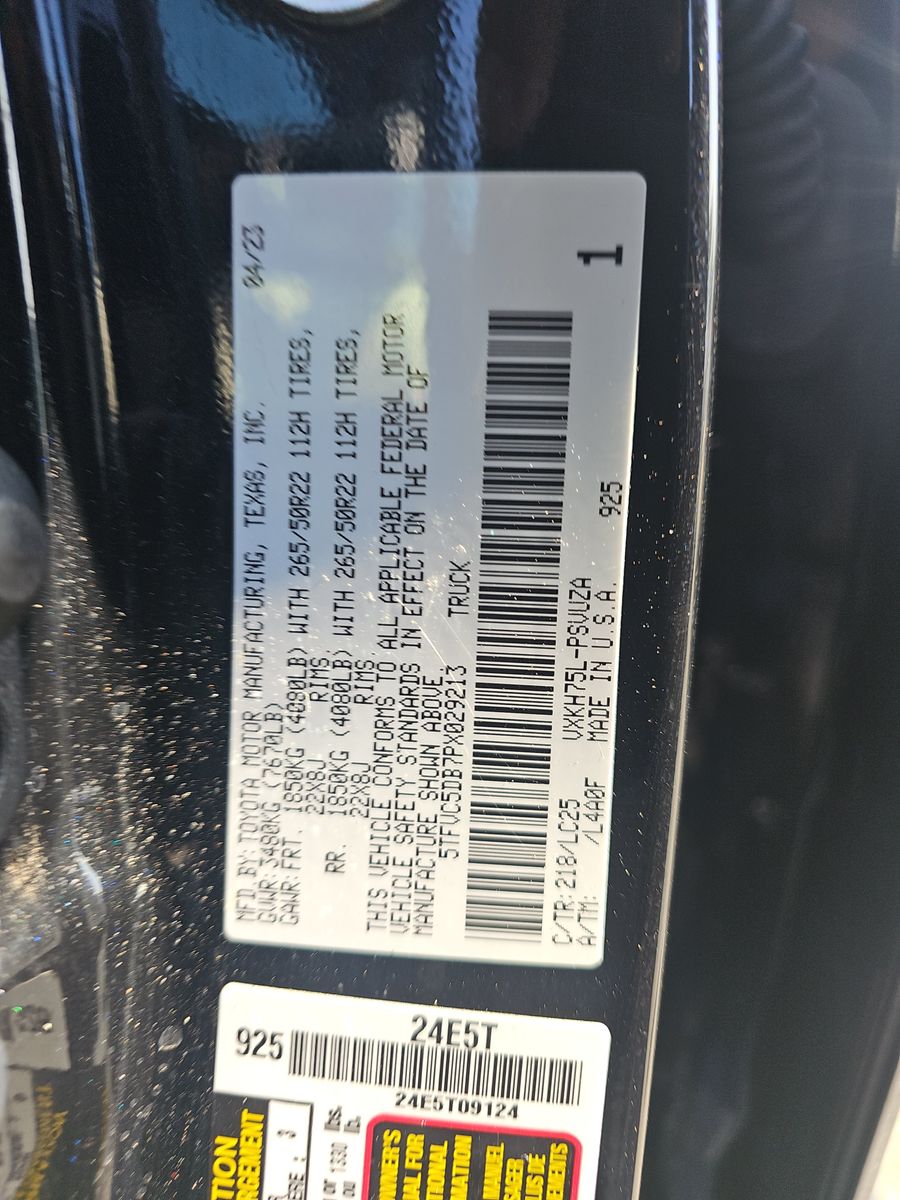 MFD.BY: TOYOTA MOTOR MANUFACTURING, TEXAS, INC. 04/23
GVWR: 3480KG (7670LB)
GAWR: FRT. 1850KG (4080LB) WITH 265/50R22 112H TIRES,
22X8J RIMS,
RR. 1850KG (4080LB) WITH 265/50R22 112H TIRES,
22X8J RIMS.
THIS VEHICLE CONFORMS TO ALL APPLICABLE FEDERAL MOTOR
VEHICLE SAFETY STANDARDS IN EFFECT ON THE DATE OF
MANUFACTURE SHOWN ABOVE.
5TFVC5DB7PX029213 TRUCK
C/TR:218/LC25 VXKH75L-PSVUZA 925
A/TM: /L4A0F MADE IN U.S.A. 1
925 24E5T
24E5T09124